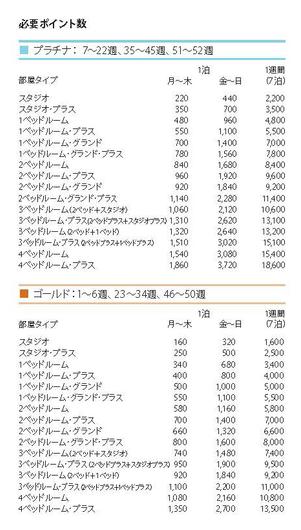 必要ポイント数
プラチナ：7～22週、35～45週、51～52週
1泊 1週間
部屋タイプ 月～木 金～日 (7泊)
スタジオ 220 440 2,200
スタジオ・プラス 350 700 3,500
1ベッドルーム 480 960 4,800
1ベッドルーム・プラス 550 1,100 5,500
1ベッドルーム・グランド 700 1,400 7,000
1ベッドルーム・グランド・プラス 780 1,560 7,800
2ベッドルーム 840 1,680 8,400
2ベッドルーム・プラス 960 1,920 9,600
2ベッドルーム・グランド 920 1,840 9,200
2ベッドルーム・グランド・プラス 1,140 2,280 11,400
3ベッドルーム(2ベッド＋スタジオ) 1,060 2,120 10,600
3ベッドルーム・プラス(2ベッドプラス＋スタジオプラス) 1,310 2,620 13,100
3ベッドルーム(2ベッド＋1ベッド) 1,320 2,640 13,200
3ベッドルーム・プラス(2ベッドプラス＋1ベッドプラス) 1,510 3,020 15,100
4ベッドルーム 1,540 3,080 15,400
4ベッドルーム・プラス 1,860 3,720 18,600
ゴールド：1～6週、23～34週、46～50週
1泊 1週間
部屋タイプ 月～木 金～日 (7泊)
スタジオ 160 320 1,600
スタジオ・プラス 250 500 2,500
1ベッドルーム 340 680 3,400
1ベッドルーム・プラス 400 800 4,000
1ベッドルーム・グランド 500 1,000 5,000
1ベッドルーム・グランド・プラス 550 1,100 5,500
2ベッドルーム 580 1,160 5,800
2ベッドルーム・プラス 700 1,400 7,000
2ベッドルーム・グランド 660 1,320 6,600
2ベッドルーム・グランド・プラス 800 1,600 8,000
3ベッドルーム(2ベッド＋スタジオ) 740 1,480 7,400
3ベッドルーム・プラス(2ベッドプラス＋スタジオプラス) 950 1,900 9,500
3ベッドルーム(2ベッド＋1ベッド) 920 1,840 9,200
3ベッドルーム・プラス(2ベッドプラス＋1ベッドプラス) 1,100 2,200 11,000
4ベッドルーム 1,080 2,160 10,800
4ベッドルーム・プラス 1,350 2,700 13,500